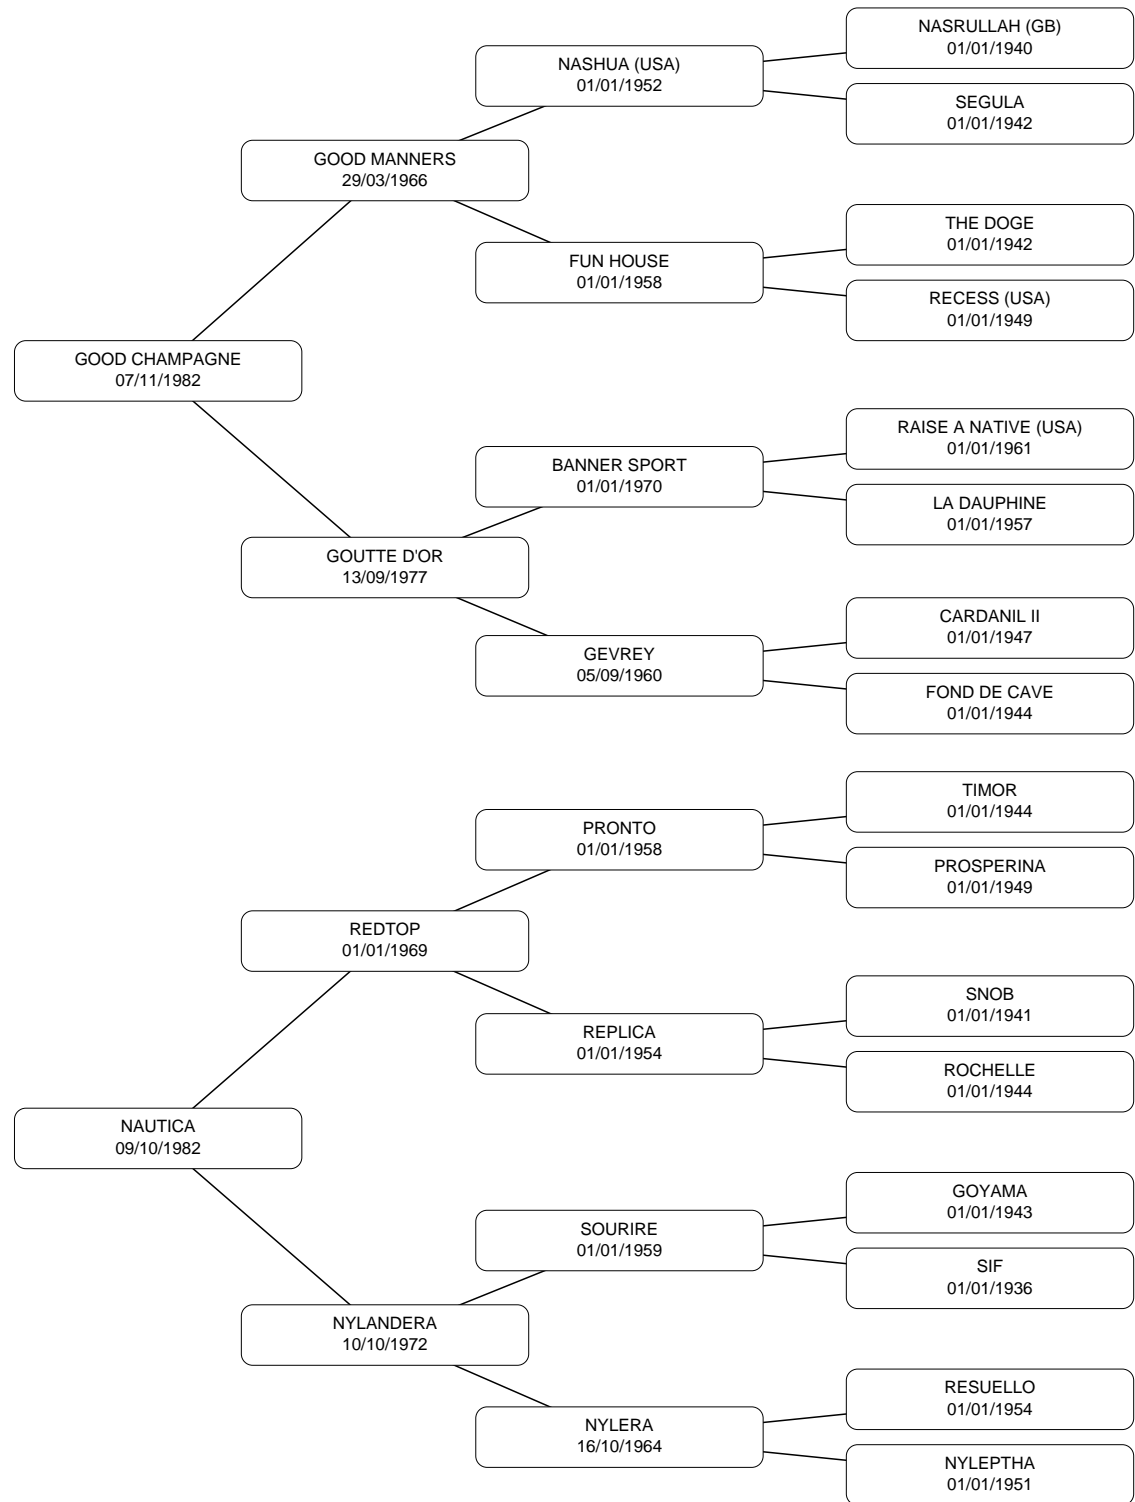 NASRULLAH (GB)
01/01/1940
NASHUA (USA)
01/01/1952
SEGULA
01/01/1942
GOOD MANNERS
29/03/1966
THE DOGE
01/01/1942
FUN HOUSE
01/01/1958
RECESS (USA)
01/01/1949
GOOD CHAMPAGNE
07/11/1982
RAISE A NATIVE (USA)
01/01/1961
BANNER SPORT
01/01/1970
LA DAUPHINE
01/01/1957
GOUTTE D'OR
13/09/1977
CARDANIL II
01/01/1947
GEVREY
05/09/1960
FOND DE CAVE
01/01/1944
TIMOR
01/01/1944
PRONTO
01/01/1958
PROSPERINA
01/01/1949
REDTOP
01/01/1969
SNOB
01/01/1941
REPLICA
01/01/1954
ROCHELLE
01/01/1944
NAUTICA
09/10/1982
GOYAMA
01/01/1943
SOURIRE
01/01/1959
SIF
01/01/1936
NYLANDERA
10/10/1972
RESUELLO
01/01/1954
NYLERA
16/10/1964
NYLEPTHA
01/01/1951